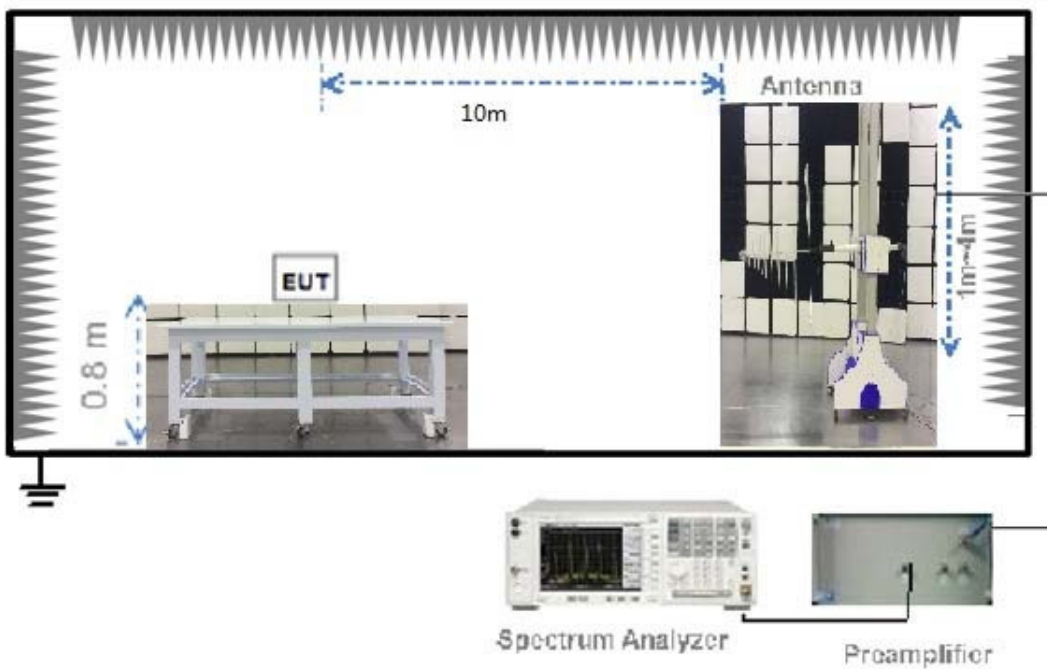 Antenna
10m
1m~4m
EUT
0.8 m
Spectrum Analyzer
Preamplifier